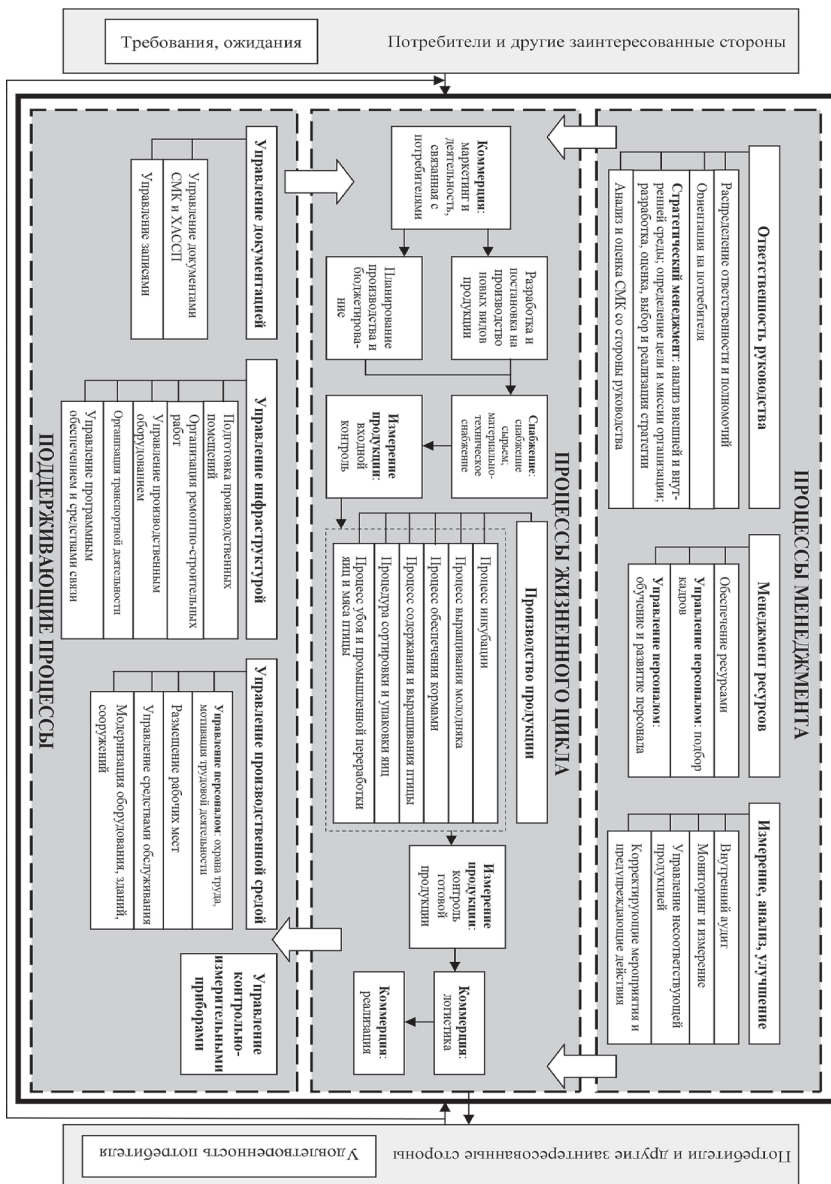 Потребители и другие заинтересованные стороны
Требования, ожидания
ПРОЦЕССЫ МЕНЕДЖМЕНТА
Ответственность руководства
Распределение ответственности и полномочий
Ориентация на потребителя
Стратегический менеджмент: анализ внешней и внут-
ренней среды; определение цели и миссии организации;
разработка, оценка, выбор и реализация стратегии
Анализ и оценка СМК со стороны руководства
Менеджмент ресурсов
Обеспечение ресурсами
Управление персоналом: подбор
кадров
Управление персоналом:
обучение и развитие персонала
Измерение, анализ, улучшение
Внутренний аудит
Мониторинг и измерение
Управление несоответствующей
продукцией
Корректирующие мероприятия и
предупреждающие действия
ПРОЦЕССЫ ЖИЗНЕННОГО ЦИКЛА
Коммерция:
маркетинг и
деятельность,
связанная с
потребителями
Разработка и
постановка на
производство
новых видов
продукции
Планирование
производства и
бюджетирова-
ние
Снабжение:
снабжение
сырьем;
материально-
техническое
снабжение
Измерение
продукции:
входной
контроль
Производство продукции
Процесс инкубации
Процесс выращивания молодняка
Процесс обеспечения кормами
Процесс содержания и выращивания птицы
Процедура сортировки и упаковки яиц
Процесс убоя и промышленной переработки
яиц и мяса птицы
Измерение
продукции:
контроль
готовой
продукции
Коммерция:
логистика
Коммерция:
реализация
Управление документацией
Управление документами
СМК и ХАССП
Управление записями
Управление инфраструктурой
Подготовка производственных
помещений
Организация ремонтно-строительных
работ
Управление производственным
оборудованием
Организация транспортной деятельности
Управление программным
обеспечением и средствами связи
Управление производственной средой
Управление персоналом: охрана труда,
мотивация трудовой деятельности
Размещение рабочих мест
Управление средствами обслуживания
Модернизация оборудования, зданий,
сооружений
Управление
контрольно-
измерительными
приборами
ПОДДЕРЖИВАЮЩИЕ ПРОЦЕССЫ
Потребители и другие заинтересованные стороны
Удовлетворенность потребителя